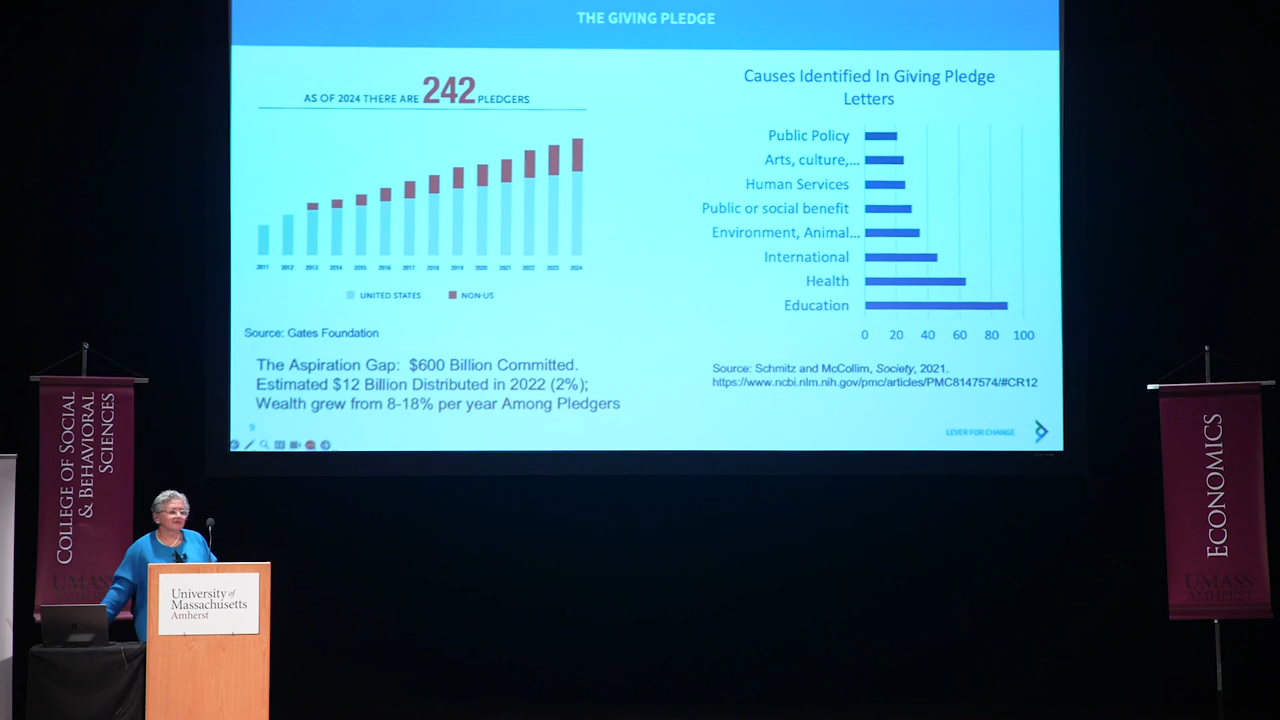 THE GIVING PLEDGE
AS OF 2024 THERE ARE 242 PLEDGERS
2011 2012 2013 2014 2015 2016 2017 2018 2019 2020 2021 2022 2023 2024
UNITED STATES NON-US
Source: Gates Foundation
The Aspiration Gap: $600 Billion Committed.
Estimated $12 Billion Distributed in 2022 (2%);
Wealth grew from 8-18% per year Among Pledgers
9
Causes Identified In Giving Pledge
Letters
Public Policy
Arts, culture,...
Human Services
Public or social benefit
Environment, Animal...
International
Health
Education
0 20 40 60 80 100
Source: Schmitz and McCollim, Society, 2021.
https://www.ncbi.nlm.nih.gov/pmc/articles/PMC8147574/#CR12
LEVER FOR CHANGE
COLLEGE OF SOCIAL
& BEHAVIORAL
SCIENCES
UMASS
AMHERST
University of
Massachusetts
Amherst
ECONOMICS
UMASS
AMHERST